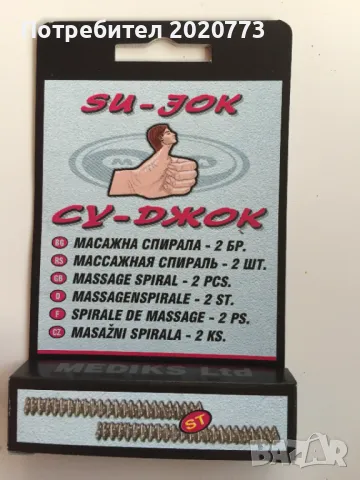 Потребител 2020773
SU-JOK
СУ-ДЖОК
BG МАСАЖНА СПИРАЛА - 2 БР.
RS МАССАЖНАЯ СПИРАЛЬ - 2 ШТ.
GB MASSAGE SPIRAL - 2 PCS.
D MASSAGENSPIRALE - 2 ST.
F SPIRALE DE MASSAGE - 2 PS.
CZ MASAŽNI SPIRALA - 2 KS.
MEDIKS Ltd
ST
BAZAR